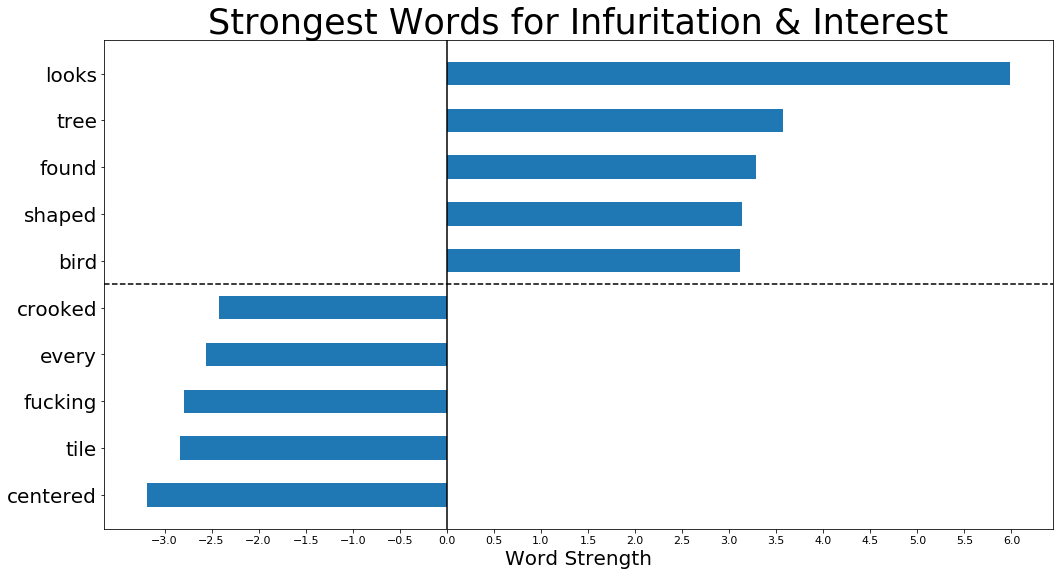 Strongest Words for Infuritation & Interest
looks
tree
found
shaped
bird
crooked
every
fucking
tile
centered
−3.0 −2.5 −2.0 −1.5 −1.0 −0.5 0.0 0.5 1.0 1.5 2.0 2.5 3.0 3.5 4.0 4.5 5.0 5.5 6.0
Word Strength